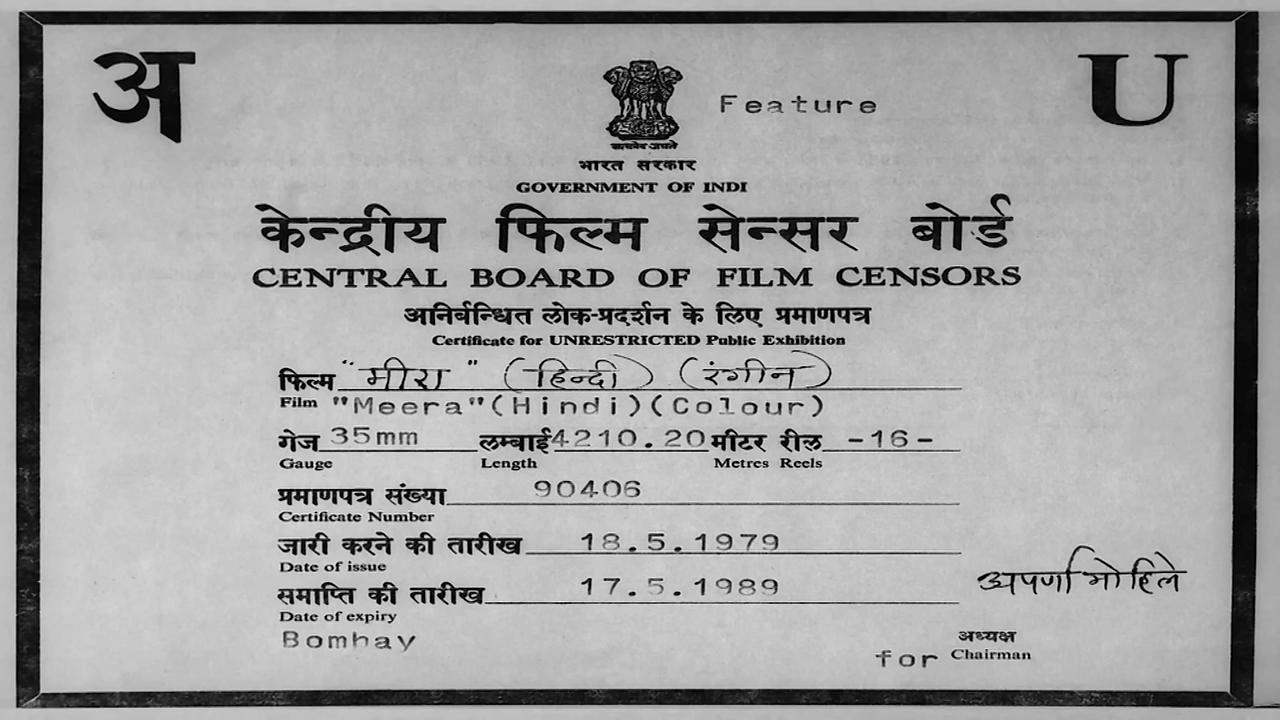 अ
U
Feature
सत्यमेव जयते
भारत सरकार
GOVERNMENT OF INDI
केन्द्रीय फिल्म सेन्सर बोर्ड
CENTRAL BOARD OF FILM CENSORS
अनिर्बन्धित लोक-प्रदर्शन के लिए प्रमाणपत्र
Certificate for UNRESTRICTED Public Exhibition
फिल्म "मीरा" (हिन्दी) (रंगीन)
Film "Meera"(Hindi)(Colour)
गेज 35mm लम्बाई 4210.20 मीटर रील -16-
Gauge Length Metres Reels
प्रमाणपत्र संख्या 90406
Certificate Number
जारी करने की तारीख 18.5.1979
Date of issue
समाप्ति की तारीख 17.5.1989
Date of expiry
Bombay
अपर्णा मोहिले
अध्यक्ष
for Chairman